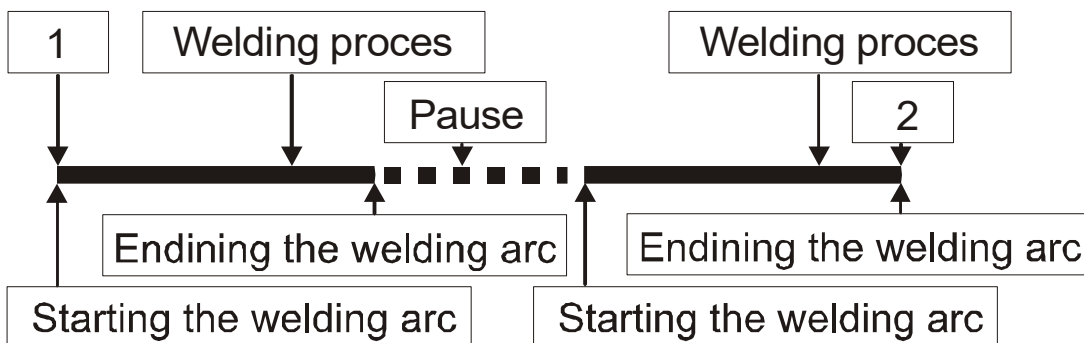 1
Welding proces
Welding proces
Pause
2
Endining the welding arc
Endining the welding arc
Starting the welding arc
Starting the welding arc